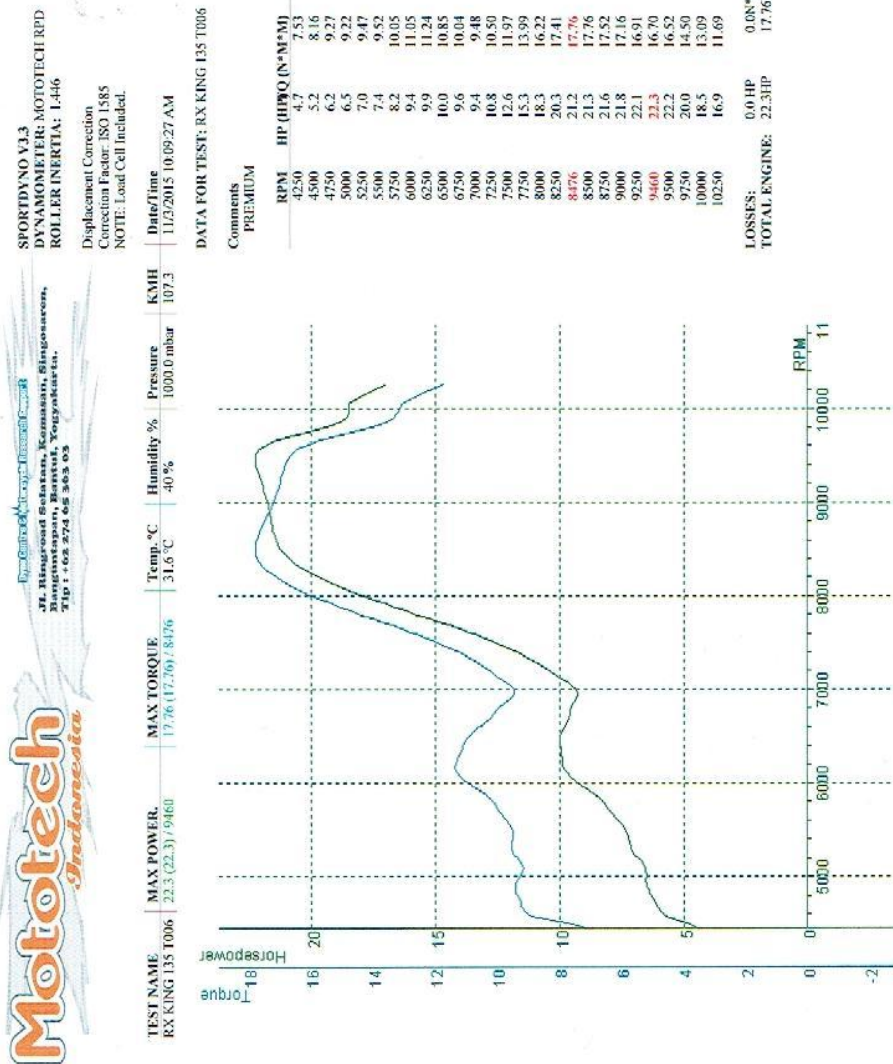 Mototech
Indonesia
Jl. Ringroad Selatan, Kemasan, Singosaren,
Banguntapan, Bantul, Yogyakarta.
Tlp : +62 274 65 363 03
SPORTDYNO V3.3
DYNAMOMETER: MOTOTECH RPD
ROLLER INERTIA: 1.446
Displacement Correction
Correction Factor: ISO 1585
NOTE: Load Cell Included.
TEST NAME MAX POWER. MAX TORQUE Temp. °C Humidity % Pressure KMH Date/Time
RX KING 135 T006 22.3 (22.3) / 9460 17.76 (17.76) / 8476 31.6 °C 40 % 1000.0 mbar 107.3 11/3/2015 10:09:27 AM
DATA FOR TEST: RX KING 135 T006
Comments
PREMIUM
RPM HP (HP) TQ (N*M*M)
4250 4.7 7.53
4500 5.2 8.16
4750 6.2 9.27
5000 6.5 9.22
5250 7.0 9.47
5500 7.4 9.52
5750 8.2 10.05
6000 9.4 11.05
6250 9.9 11.24
6500 10.0 10.85
6750 9.6 10.04
7000 9.4 9.48
7250 10.8 10.50
7500 12.6 11.97
7750 15.3 13.99
8000 18.3 16.22
8250 20.3 17.41
8476 21.2 17.76
8500 21.3 17.76
8750 21.6 17.52
9000 21.8 17.16
9250 22.1 16.91
9460 22.3 16.70
9500 22.2 16.52
9750 20.0 14.50
10000 18.5 13.09
10250 16.9 11.69
LOSSES: 0.0 HP 0.0N*
TOTAL ENGINE: 22.3HP 17.76
Torque
Horsepower
18
16
14
12
10
8
6
4
2
0
-2
20
15
10
5
0
5000 6000 7000 8000 9000 10000 11
RPM